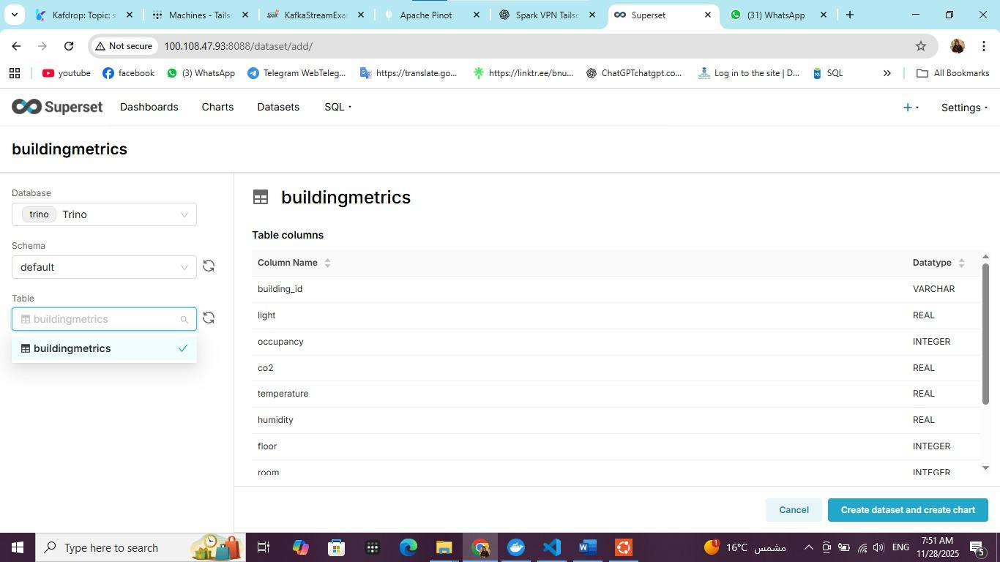 Kafdrop: Topic: s
Machines - Tails
KafkaStreamExa
Apache Pinot
Spark VPN Tailsc
Superset
(31) WhatsApp
Not secure
100.108.47.93:8088/dataset/add/
youtube
facebook
(3) WhatsApp
Telegram WebTeleg...
https://translate.go...
https://linktr.ee/bnu...
ChatGPTchatgpt.co...
Log in to the site | D...
SQL
All Bookmarks
Superset
Dashboards
Charts
Datasets
SQL
Settings
buildingmetrics
Database
trino Trino
Schema
default
Table
buildingmetrics
buildingmetrics
buildingmetrics
Table columns
Column Name Datatype
building_id VARCHAR
light REAL
occupancy INTEGER
co2 REAL
temperature REAL
humidity REAL
floor INTEGER
room INTEGER
Cancel
Create dataset and create chart
Type here to search
1
16°C مشمس
ENG
7:51 AM
11/28/2025
5